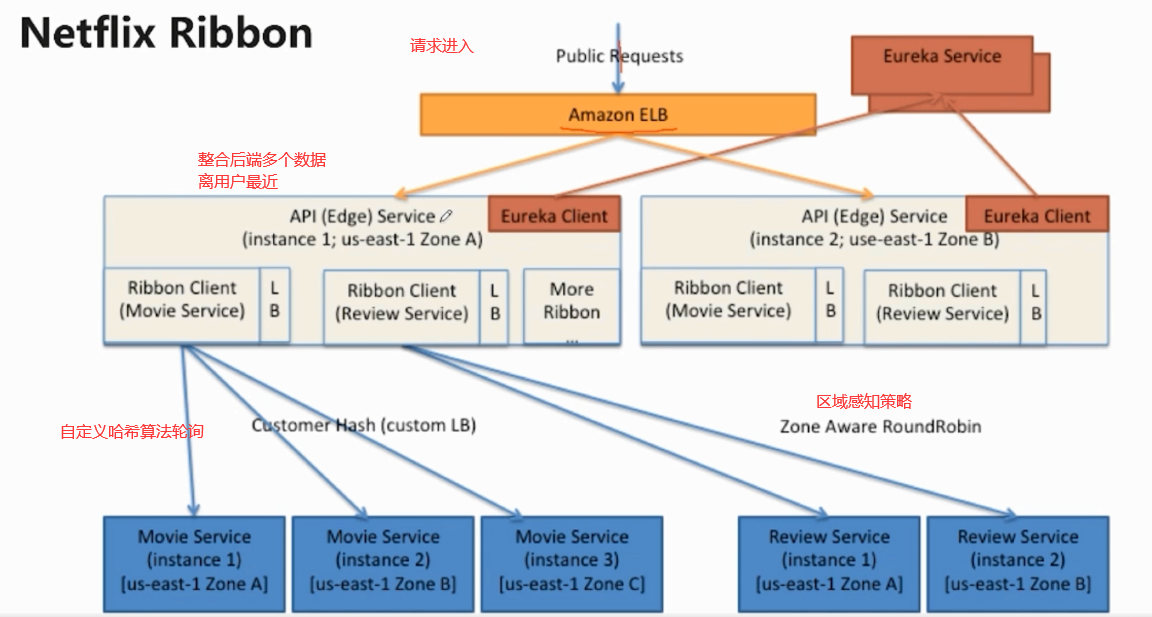 Netflix Ribbon
请求进入
Public Requests
Eureka Service
Amazon ELB
整合后端多个数据
离用户最近
API (Edge) Service
(instance 1; us-east-1 Zone A)
Eureka Client
API (Edge) Service
(instance 2; use-east-1 Zone B)
Eureka Client
Ribbon Client
(Movie Service)
L
B
Ribbon Client
(Review Service)
L
B
More
Ribbon
...
Ribbon Client
(Movie Service)
L
B
Ribbon Client
(Review Service)
L
B
自定义哈希算法轮询
Customer Hash (custom LB)
区域感知策略
Zone Aware RoundRobin
Movie Service
(instance 1)
[us-east-1 Zone A]
Movie Service
(instance 2)
[us-east-1 Zone B]
Movie Service
(instance 3)
[us-east-1 Zone C]
Review Service
(instance 1)
[us-east-1 Zone A]
Review Service
(instance 2)
[us-east-1 Zone B]